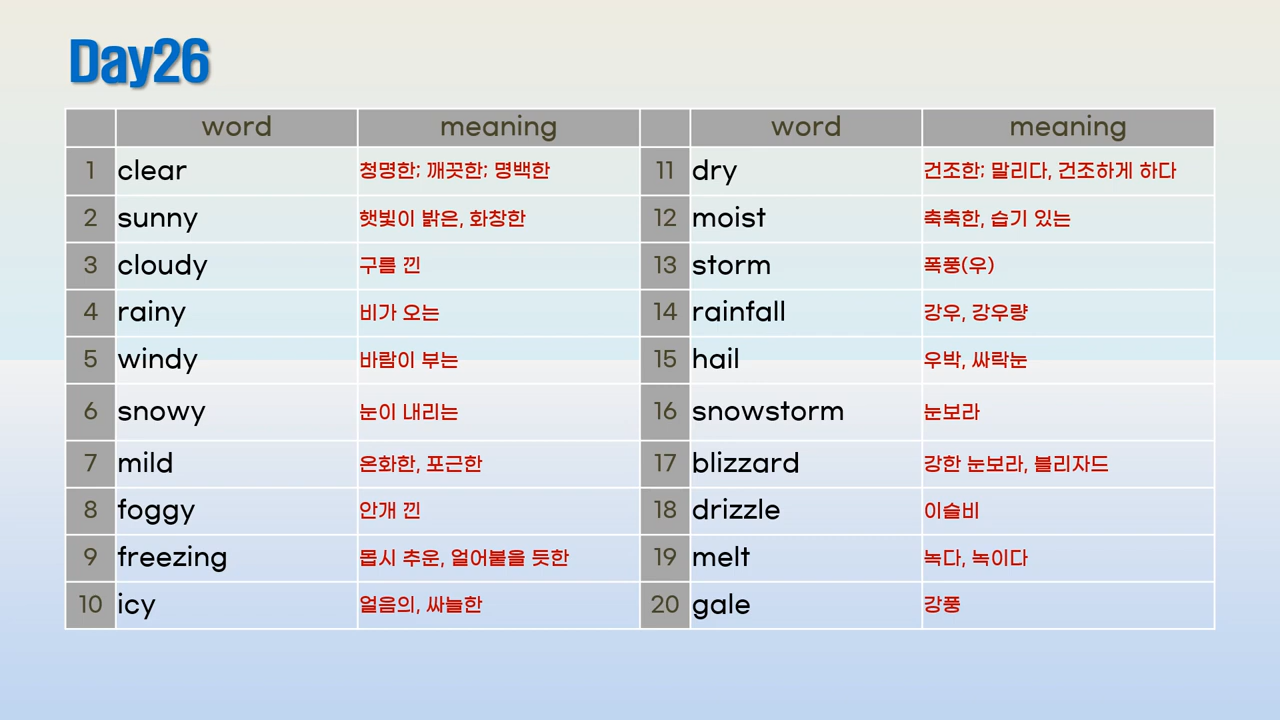 Day26
word meaning word meaning
1 clear 청명한; 깨끗한; 명백한 11 dry 건조한; 말리다, 건조하게 하다
2 sunny 햇빛이 밝은, 화창한 12 moist 축축한, 습기 있는
3 cloudy 구름 낀 13 storm 폭풍(우)
4 rainy 비가 오는 14 rainfall 강우, 강우량
5 windy 바람이 부는 15 hail 우박, 싸락눈
6 snowy 눈이 내리는 16 snowstorm 눈보라
7 mild 온화한, 포근한 17 blizzard 강한 눈보라, 블리자드
8 foggy 안개 낀 18 drizzle 이슬비
9 freezing 몹시 추운, 얼어붙을 듯한 19 melt 녹다, 녹이다
10 icy 얼음의, 싸늘한 20 gale 강풍